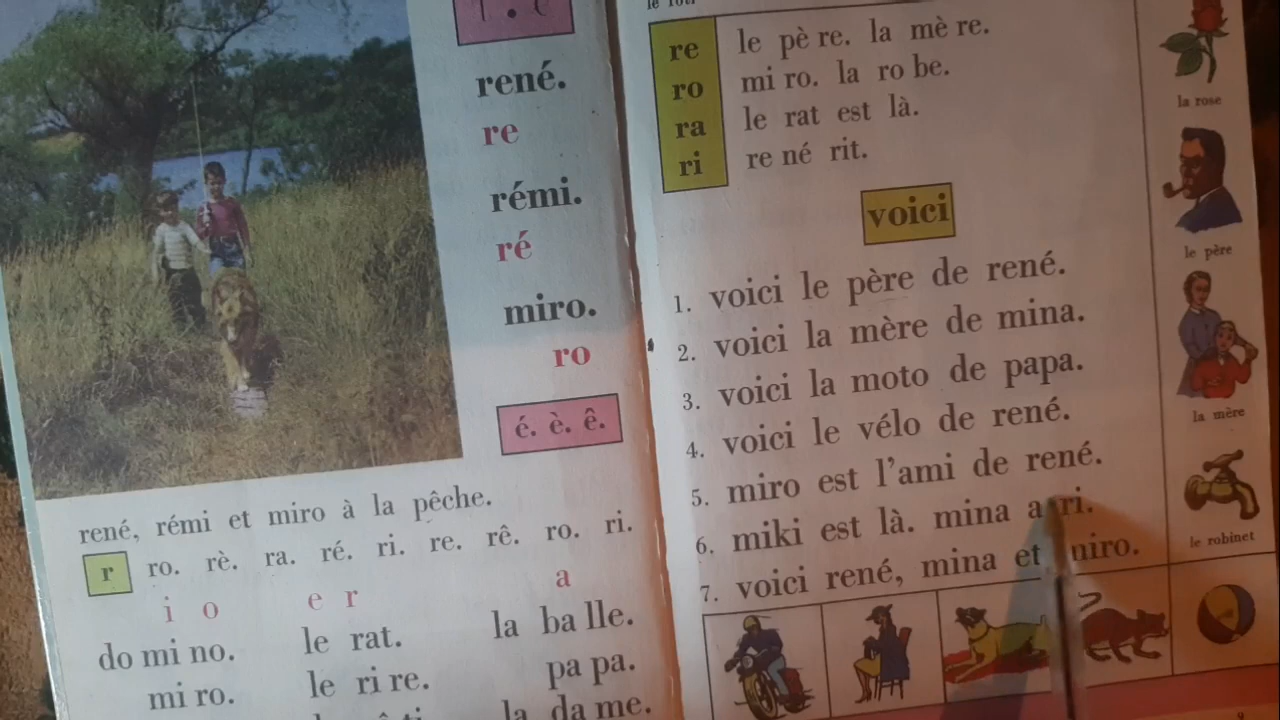 rené.
re
rémi.
ré
miro.
ro
é. è. ê.
rené, rémi et miro à la pêche.
r ro. rè. ra. ré. ri. re. rê. ro. ri.
i o e r a
do mi no. le rat. la ba lle.
mi ro. le ri re. pa pa.
la da me.
re le pè re. la mè re.
ro mi ro. la ro be.
ra le rat est là.
ri re né rit.
voici
1. voici le père de rené.
2. voici la mère de mina.
3. voici la moto de papa.
4. voici le vélo de rené.
5. miro est l'ami de rené.
6. miki est là. mina a ri.
7. voici rené, mina et miro.
la rose
le père
la mère
le robinet